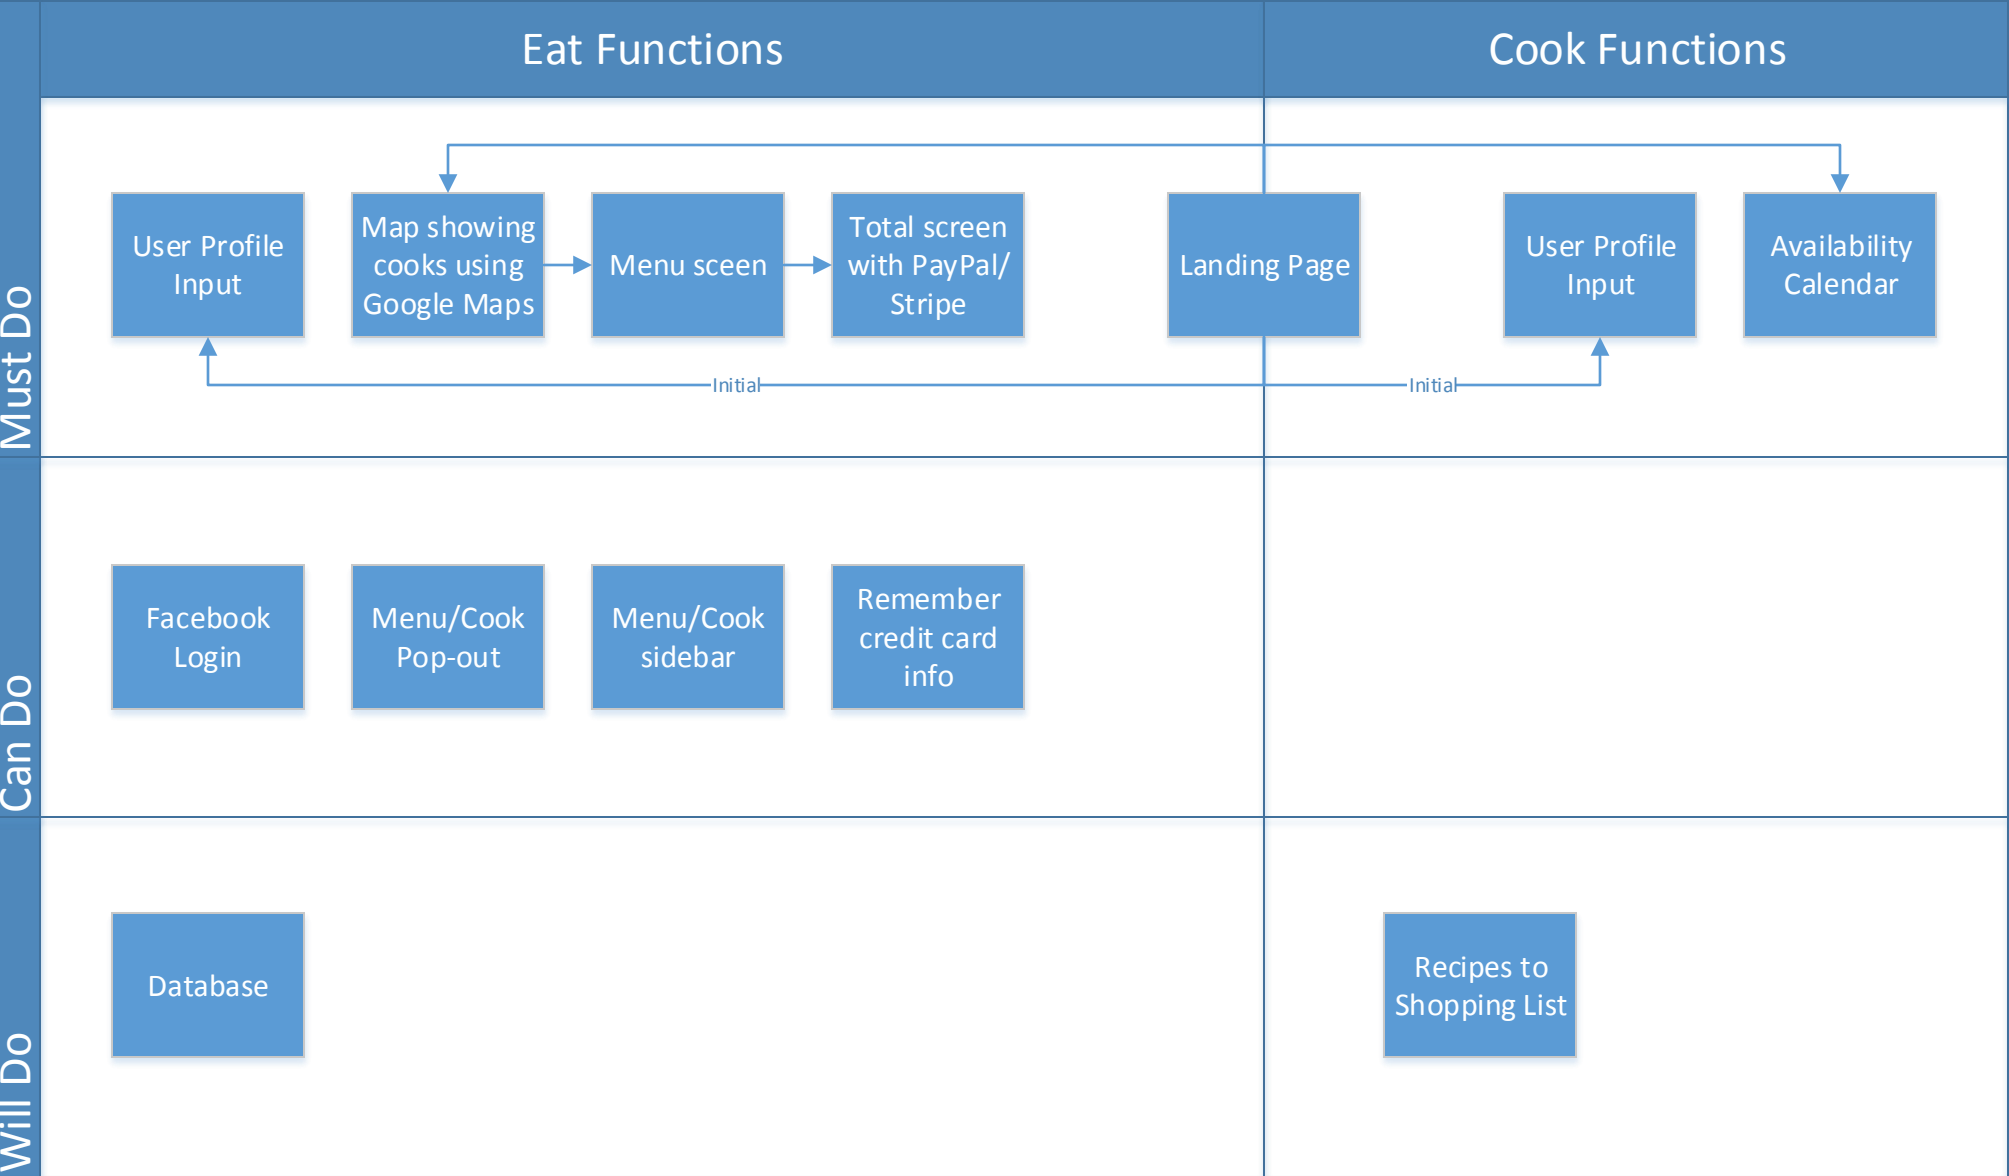 Eat Functions
Cook Functions
Must Do
User Profile
Input
Map showing
cooks using
Google Maps
Menu sceen
Total screen
with PayPal/
Stripe
Landing Page
User Profile
Input
Availability
Calendar
Initial
Initial
Can Do
Facebook
Login
Menu/Cook
Pop-out
Menu/Cook
sidebar
Remember
credit card
info
Will Do
Database
Recipes to
Shopping List